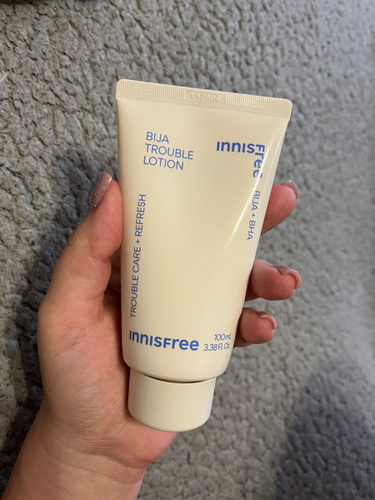 BIJA
TROUBLE
LOTION
innisfree
BIJA + BHA
TROUBLE CARE + REFRESH
innisfree
100mL
3.38 Fl. Oz.